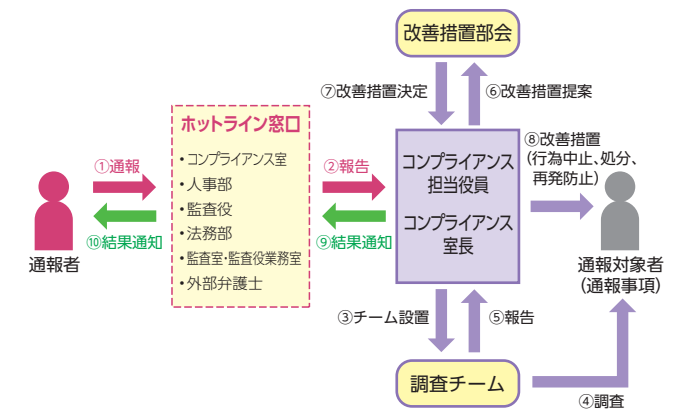 改善措置部会
⑦改善措置決定
⑥改善措置提案
ホットライン窓口
・コンプライアンス室
・人事部
・監査役
・法務部
・監査室・監査役業務室
・外部弁護士
①通報
⑩結果通知
通報者
②報告
⑨結果通知
コンプライアンス
担当役員
コンプライアンス
室長
⑧改善措置
(行為中止、処分、
再発防止)
通報対象者
(通報事項)
③チーム設置
⑤報告
調査チーム
④調査